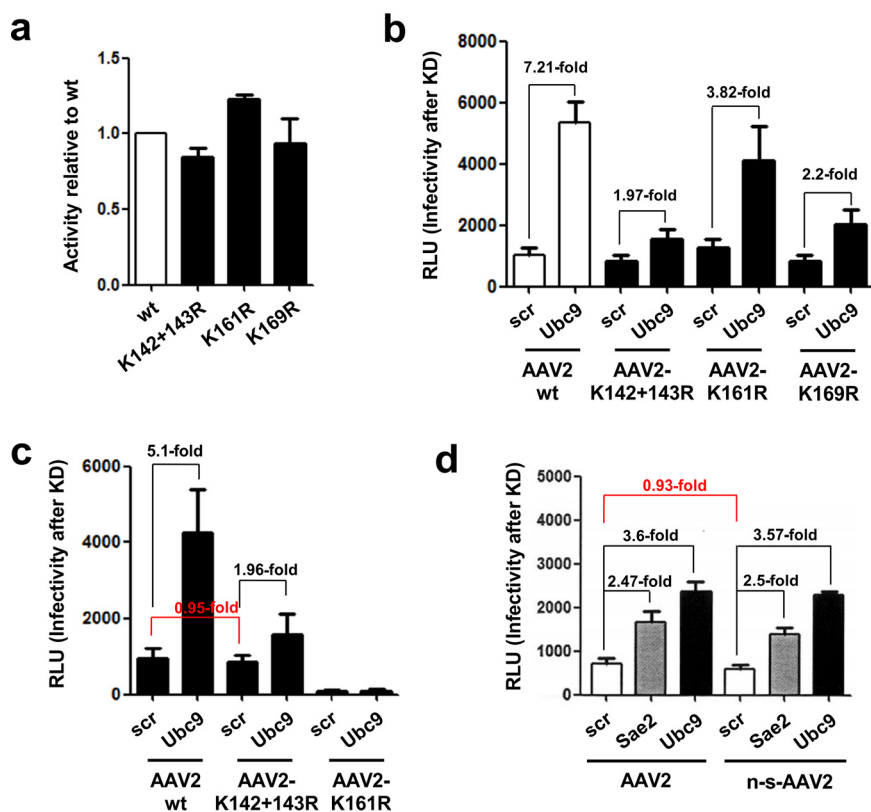 a
Activity relative to wt
1.5
1.0
0.5
0.0
wt
K142+143R
K161R
K169R
b
RLU (Infectivity after KD)
8000
6000
4000
2000
0
7.21-fold
1.97-fold
3.82-fold
2.2-fold
scr
Ubc9
scr
Ubc9
scr
Ubc9
scr
Ubc9
AAV2
wt
AAV2-
K142+143R
AAV2-
K161R
AAV2-
K169R
c
RLU (Infectivity after KD)
6000
4000
2000
0
5.1-fold
0.95-fold
1.96-fold
scr
Ubc9
scr
Ubc9
scr
Ubc9
AAV2
wt
AAV2-
K142+143R
AAV2-
K161R
d
RLU (Infectivity after KD)
5000
4000
3000
2000
1000
0
0.93-fold
3.6-fold
2.47-fold
3.57-fold
2.5-fold
scr
Sae2
Ubc9
scr
Sae2
Ubc9
AAV2
n-s-AAV2